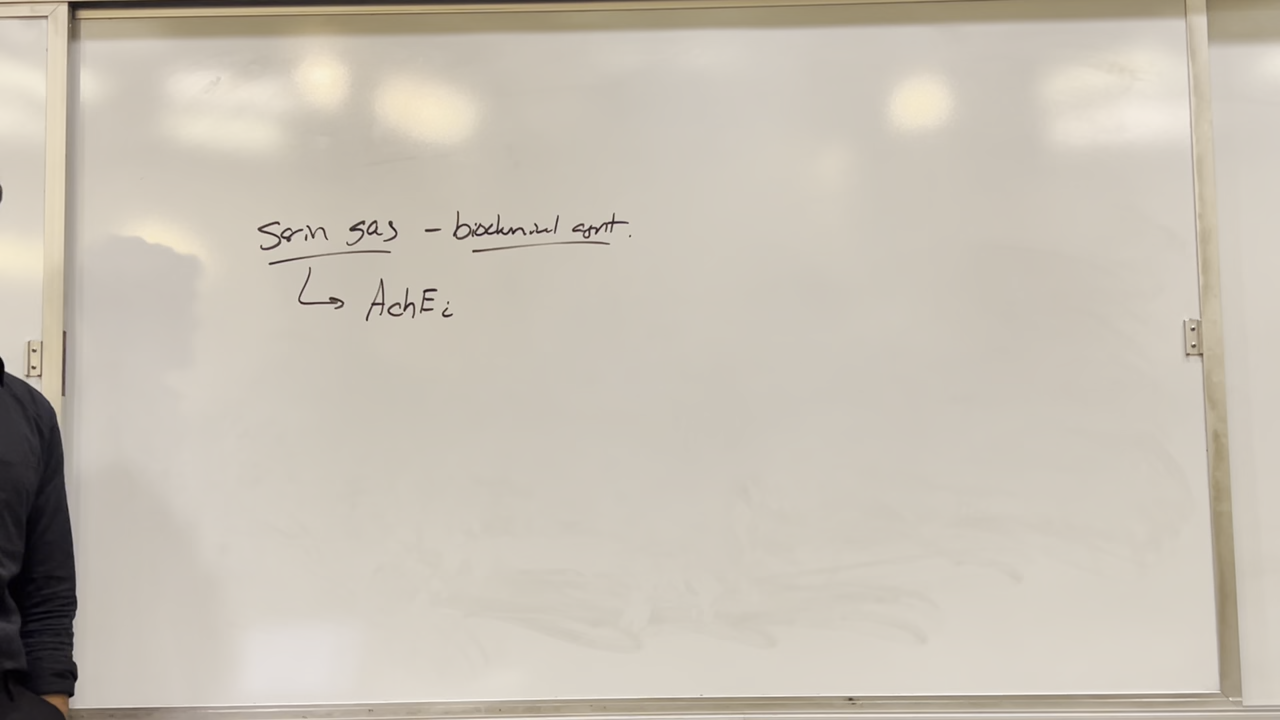 Sarin gas - biochemical agent.
↳ AchEi